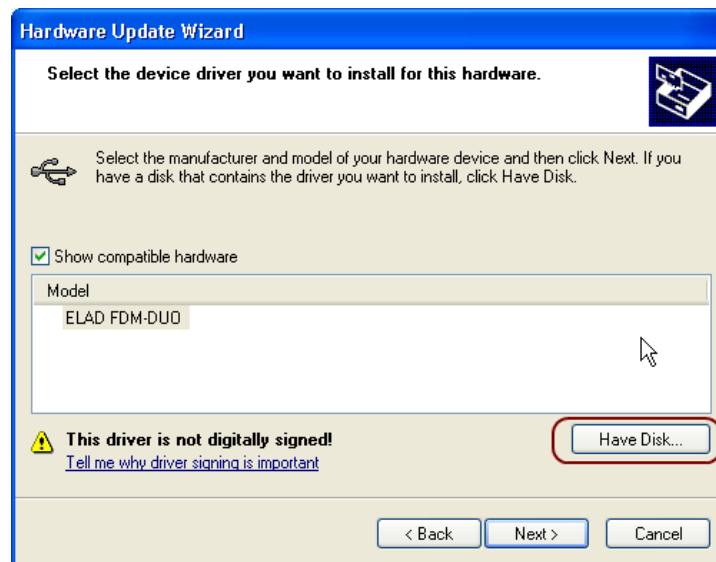 Hardware Update Wizard
Select the device driver you want to install for this hardware.
Select the manufacturer and model of your hardware device and then click Next. If you
have a disk that contains the driver you want to install, click Have Disk.
Show compatible hardware
Model
ELAD FDM-DUO
This driver is not digitally signed!
Have Disk...
Tell me why driver signing is important
< Back
Next >
Cancel